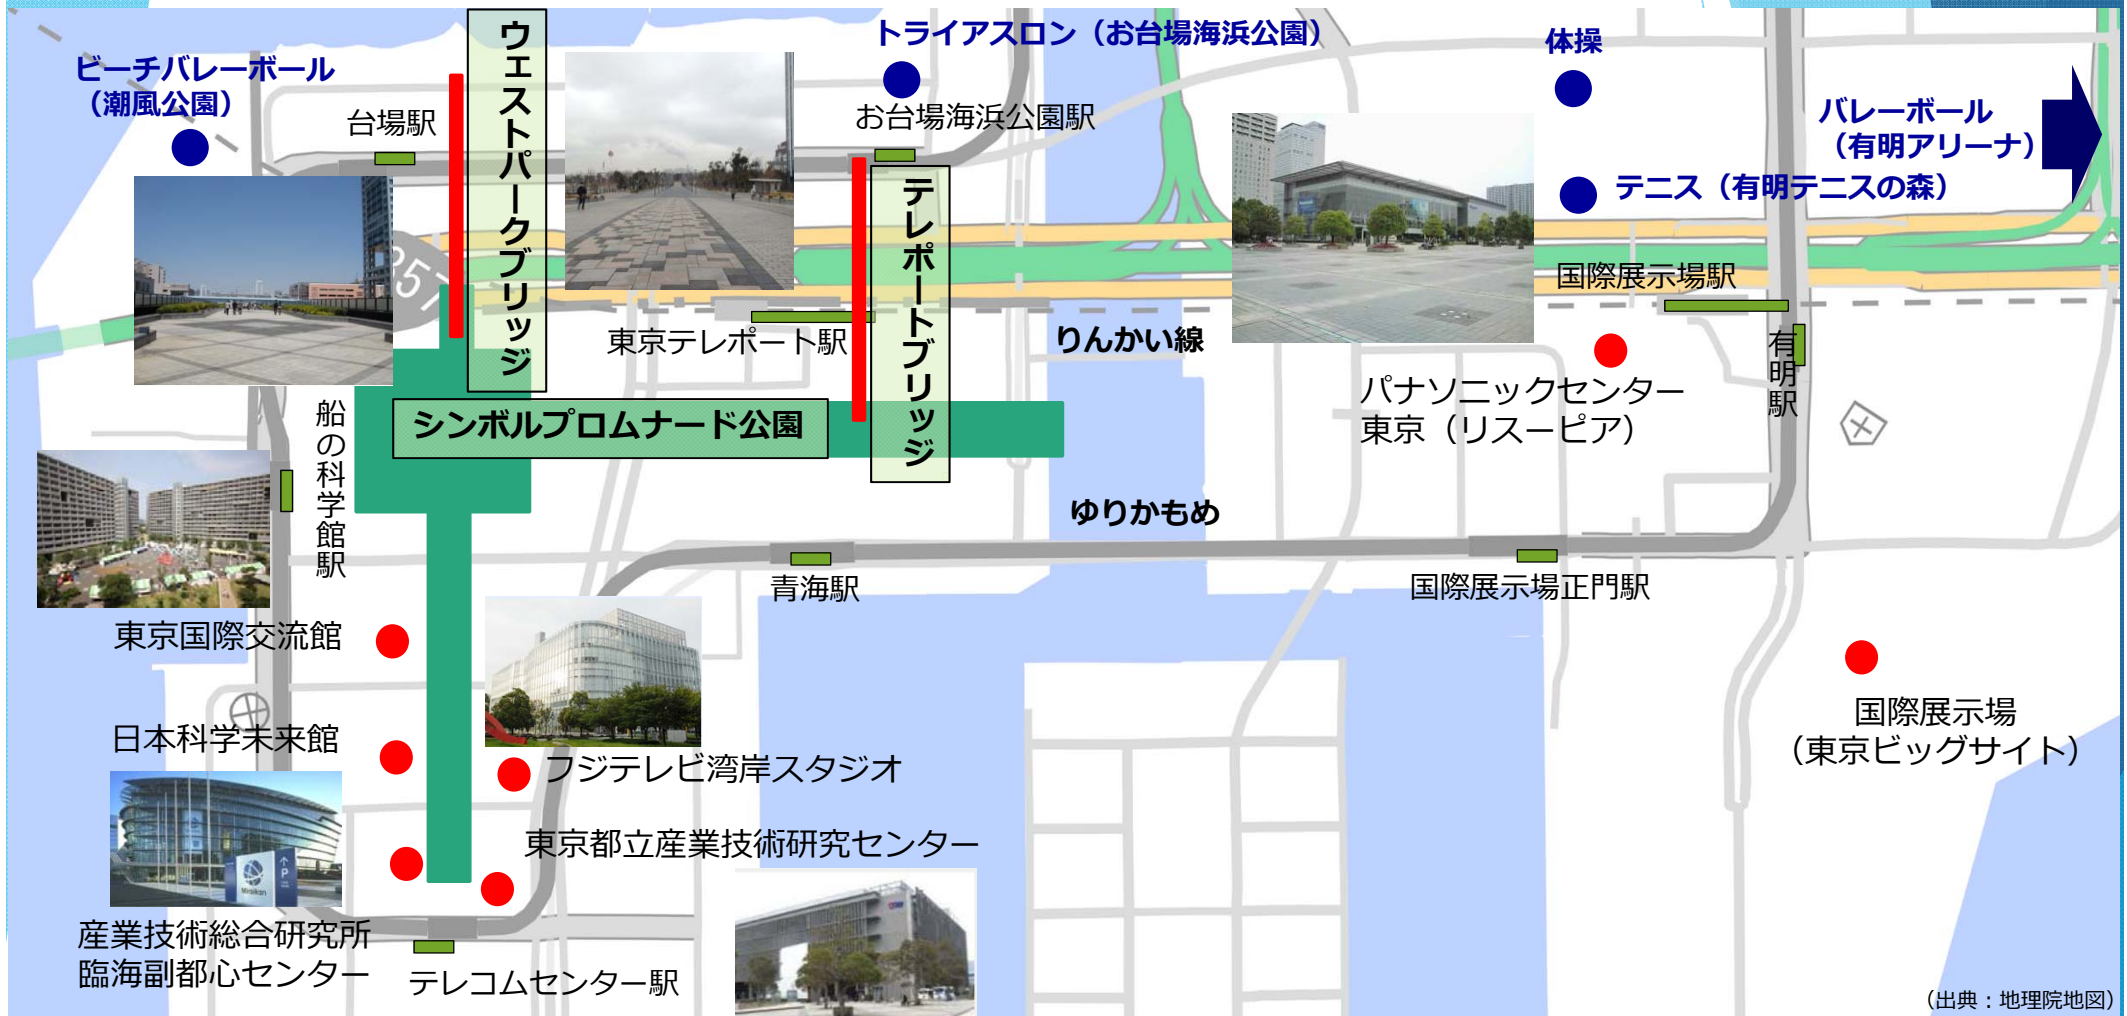 ウェストパークブリッジ
トライアスロン（お台場海浜公園）
体操
ビーチバレーボール
（潮風公園）
台場駅
お台場海浜公園駅
バレーボール
（有明アリーナ）
テレポートブリッジ
テニス（有明テニスの森）
357
国際展示場駅
東京テレポート駅
りんかい線
有明駅
パナソニックセンター
東京（リスーピア）
船の科学館駅
シンボルプロムナード公園
ゆりかもめ
青海駅
国際展示場正門駅
東京国際交流館
日本科学未来館
国際展示場
（東京ビッグサイト）
フジテレビ湾岸スタジオ
東京都立産業技術研究センター
Miraikan
P
産業技術総合研究所
臨海副都心センター
テレコムセンター駅
（出典：地理院地図）